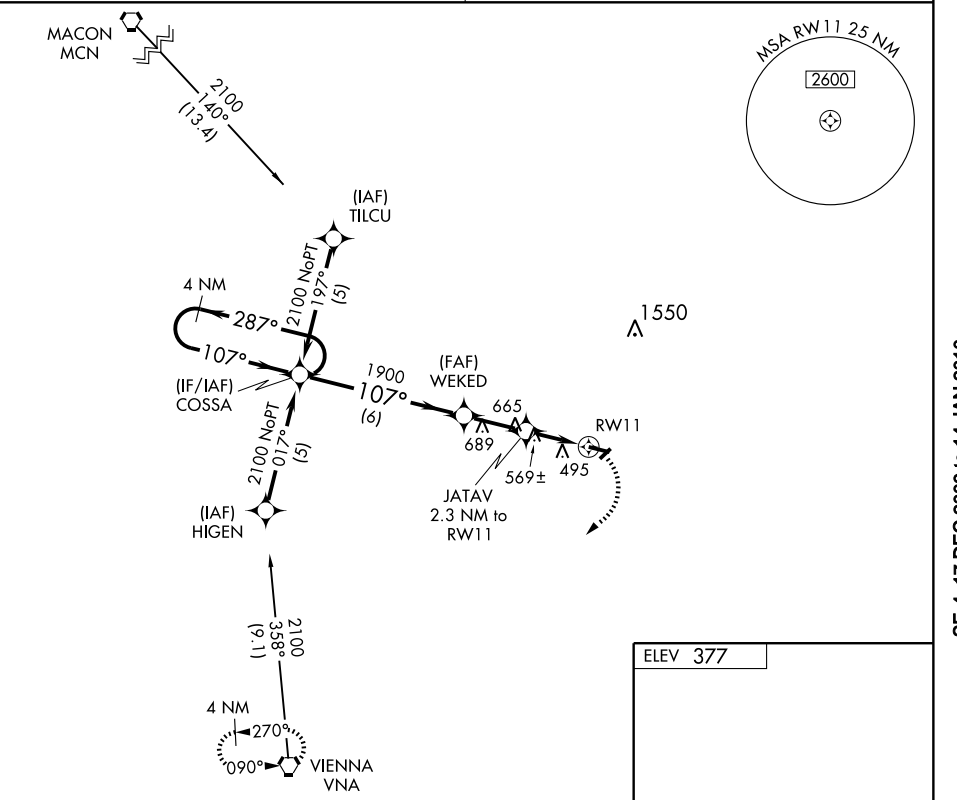 MACON
MCN
2100
140°
(13.4)
MSA RW11 25 NM
2600
(IAF)
TILCU
2100 NoPT
197°
(5)
4 NM
287°
107°
(IF/IAF)
COSSA
1900
107°
(6)
(FAF)
WEKED
1550
665
689
569±
495
RW11
JATAV
2.3 NM to
RW11
2100 NoPT
017°
(5)
(IAF)
HIGEN
2100
358°
(9.1)
4 NM
270°
090°
VIENNA
VNA
ELEV 377